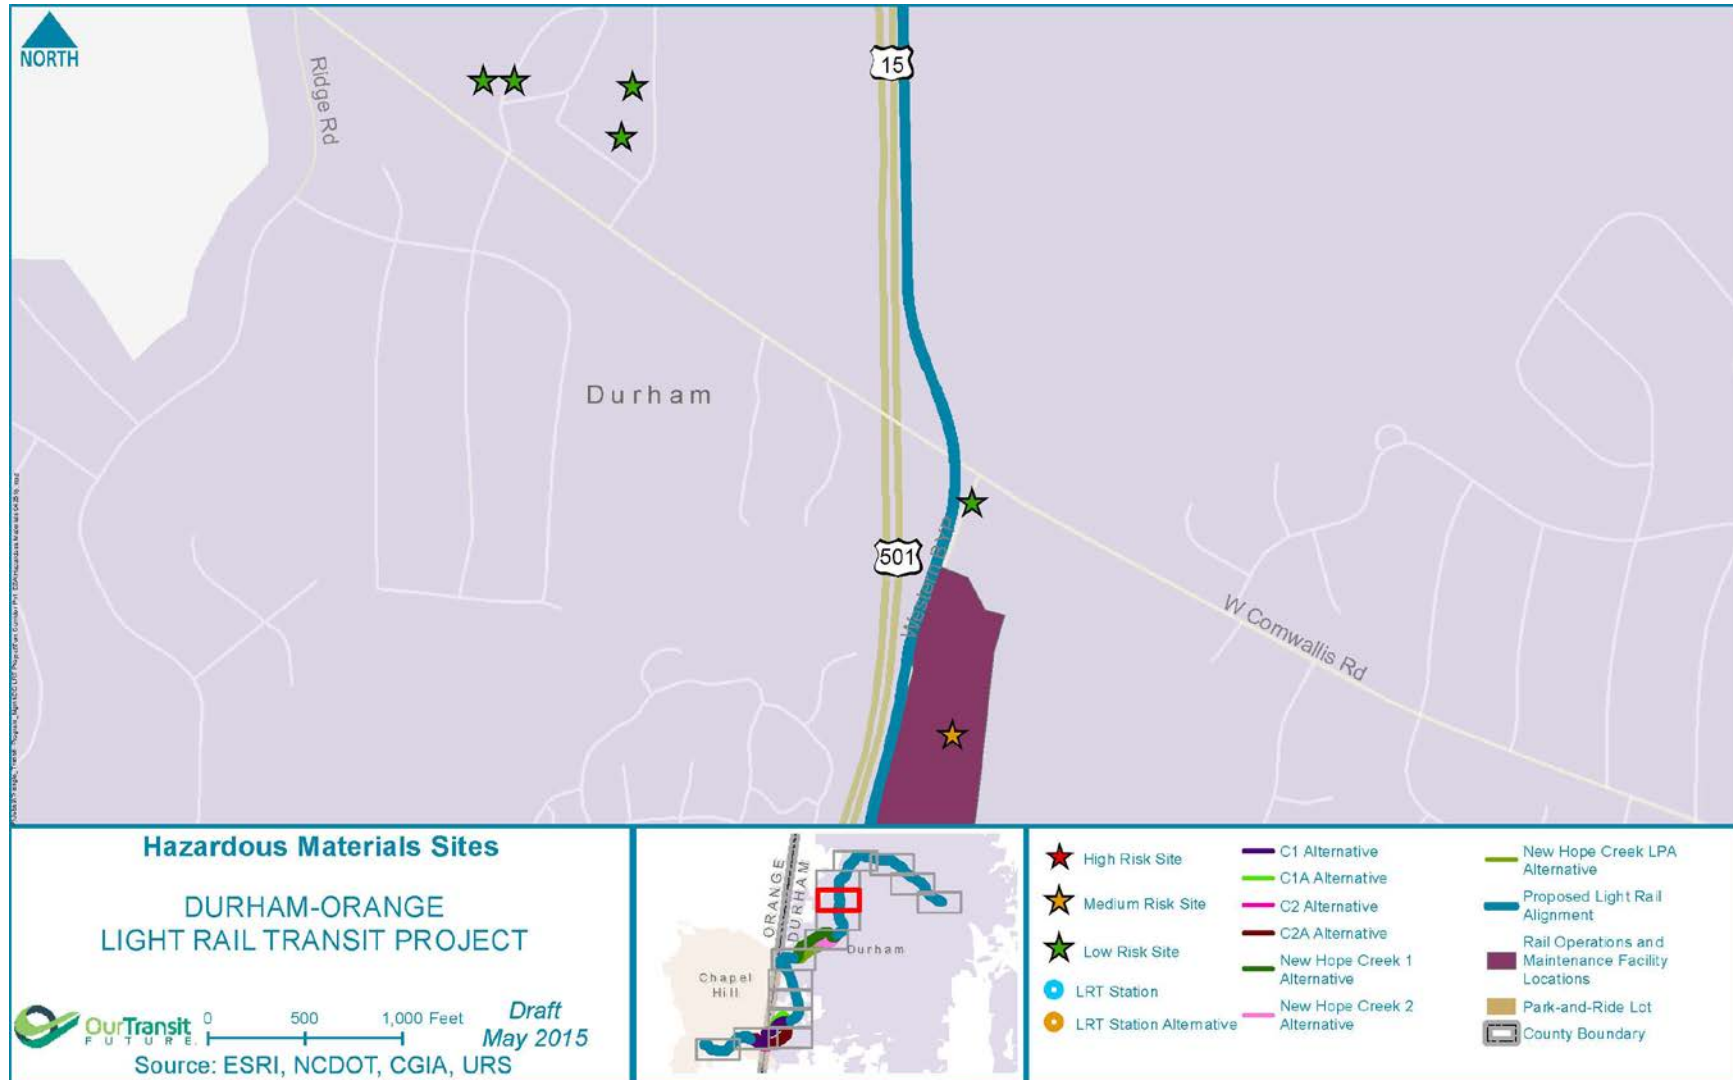 NORTH
Ridge Rd
15
Durham
501
Western BYP
W Cornwallis Rd
Hazardous Materials Sites
DURHAM-ORANGE
LIGHT RAIL TRANSIT PROJECT
OurTransit
FUTURE
0 500 1,000 Feet
Draft
May 2015
Source: ESRI, NCDOT, CGIA, URS
ORANGE
DURHAM
Durham
Chapel
Hill
High Risk Site
Medium Risk Site
Low Risk Site
LRT Station
LRT Station Alternative
C1 Alternative
C1A Alternative
C2 Alternative
C2A Alternative
New Hope Creek 1
Alternative
New Hope Creek 2
Alternative
New Hope Creek LPA
Alternative
Proposed Light Rail
Alignment
Rail Operations and
Maintenance Facility
Locations
Park-and-Ride Lot
County Boundary